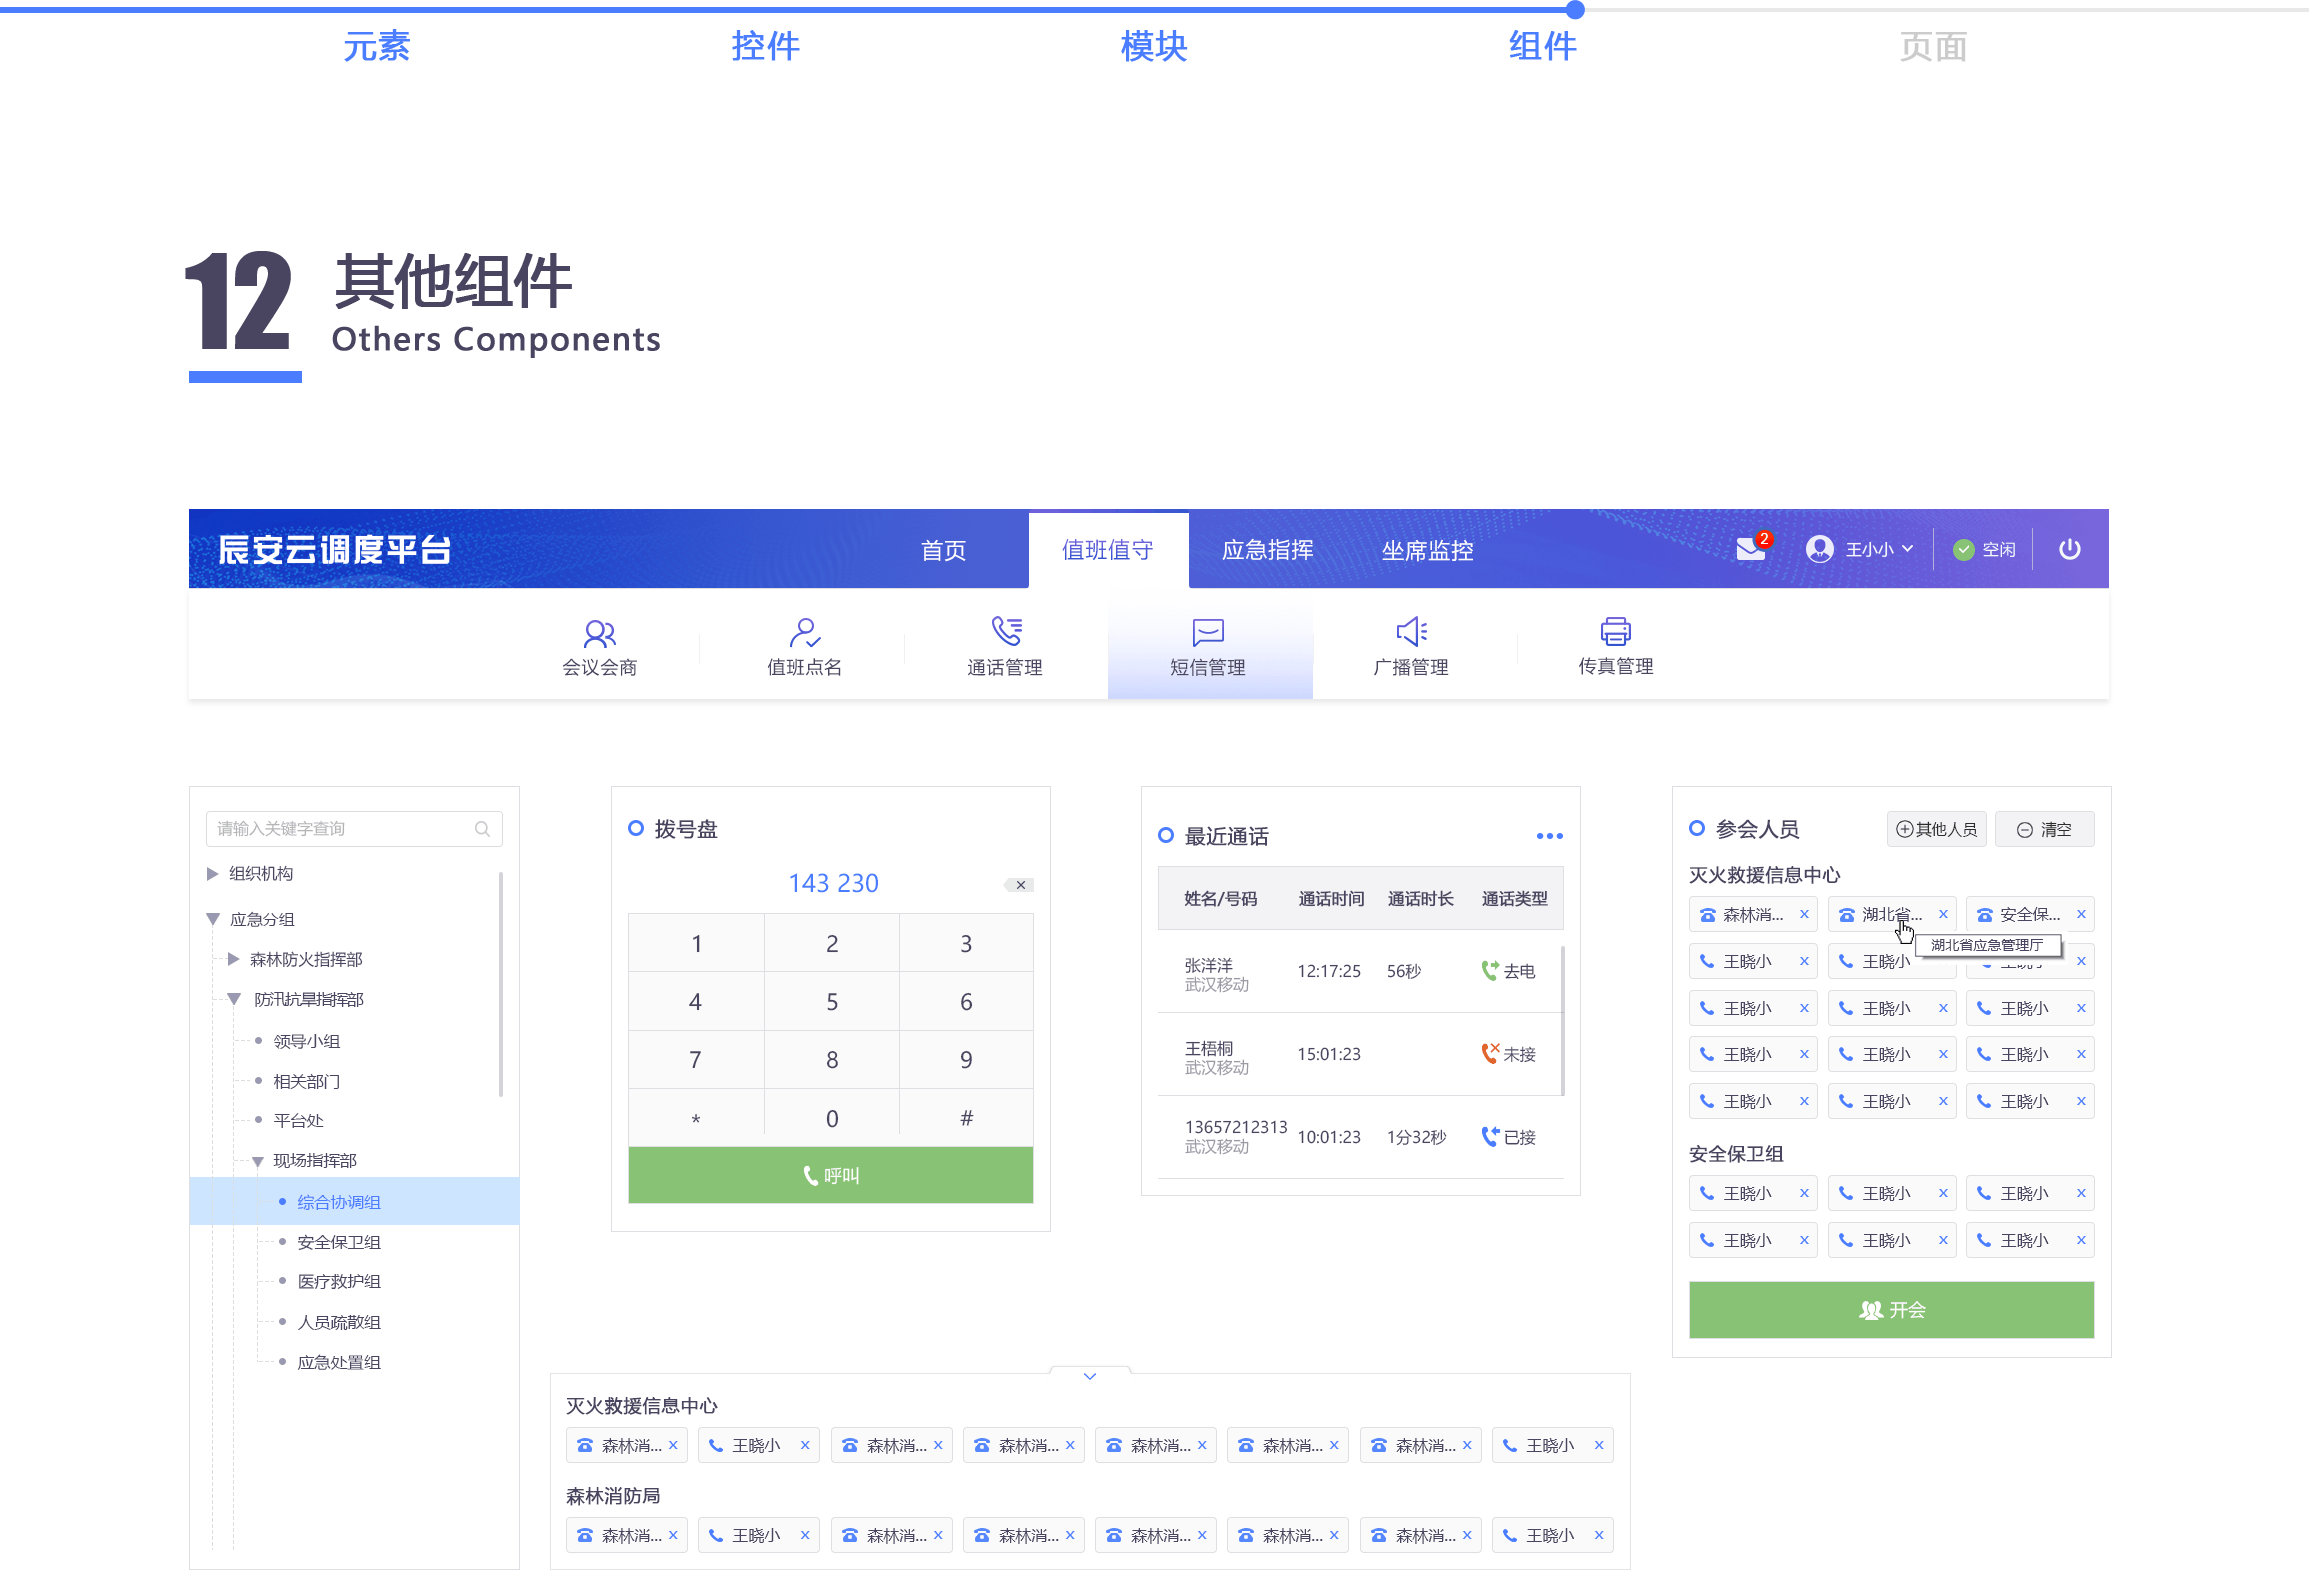 元素 控件 模块 组件 页面
12 其他组件
Others Components
辰安云调度平台 首页 值班值守 应急指挥 坐席监控 2 王小小 空闲
会议会商 值班点名 通话管理 短信管理 广播管理 传真管理
请输入关键字查询
组织机构
应急分组
森林防火指挥部
防汛抗旱指挥部
领导小组
相关部门
平台处
现场指挥部
综合协调组
安全保卫组
医疗救护组
人员疏散组
应急处置组
拨号盘
143 230
1 2 3
4 5 6
7 8 9
* 0 #
呼叫
最近通话
姓名/号码 通话时间 通话时长 通话类型
张洋洋
武汉移动
12:17:25 56秒 去电
王梧桐
武汉移动
15:01:23 未接
13657212313
武汉移动
10:01:23 1分32秒 已接
参会人员 其他人员 清空
灭火救援信息中心
森林消... x 湖北省... x 安全保... x
湖北省应急管理厅
王晓小 x 王晓小 x
王晓小 x 王晓小 x 王晓小 x
王晓小 x 王晓小 x 王晓小 x
王晓小 x 王晓小 x 王晓小 x
安全保卫组
王晓小 x 王晓小 x 王晓小 x
王晓小 x 王晓小 x 王晓小 x
开会
灭火救援信息中心
森林消... x 王晓小 x 森林消... x 森林消... x 森林消... x 森林消... x 森林消... x 王晓小 x
森林消防局
森林消... x 王晓小 x 森林消... x 森林消... x 森林消... x 森林消... x 森林消... x 王晓小 x